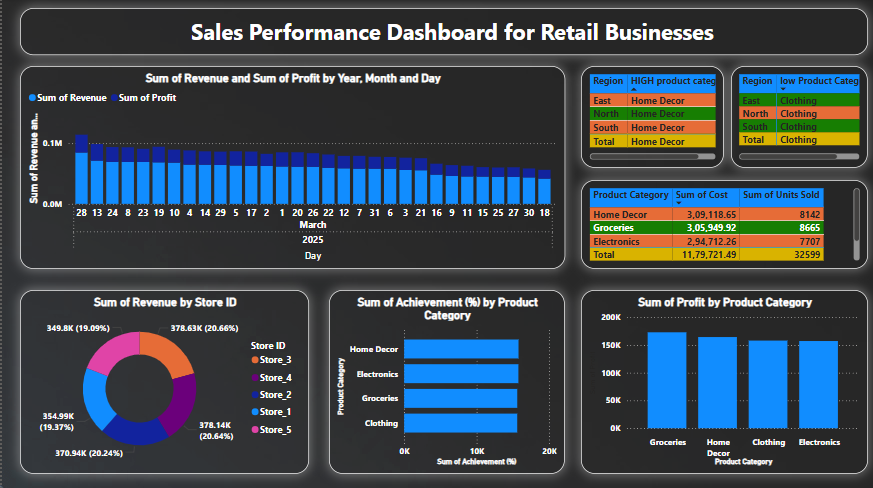 Sales Performance Dashboard for Retail Businesses
Sum of Revenue and Sum of Profit by Year, Month and Day
Sum of Revenue Sum of Profit
Sum of Revenue an...
0.1M
0.0M
28 13 24 8 23 19 10 4 14 29 5 17 2 1 20 26 22 12 7 31 6 3 21 16 9 11 15 25 27 30 18
March
2025
Day
Region HIGH product categ
East Home Decor
North Home Decor
South Home Decor
Total Home Decor
Region low Product Categ
East Clothing
North Clothing
South Clothing
Total Clothing
Product Category Sum of Cost Sum of Units Sold
Home Decor 3,09,118.65 8142
Groceries 3,05,949.92 8665
Electronics 2,94,712.26 7707
Total 11,79,721.49 32599
Sum of Revenue by Store ID
349.8K (19.09%)
378.63K (20.66%)
354.99K
(19.37%)
378.14K
(20.64%)
370.94K (20.24%)
Store ID
Store_3
Store_4
Store_2
Store_1
Store_5
Sum of Achievement (%) by Product
Category
Product Category
Home Decor
Electronics
Groceries
Clothing
0K 10K 20K
Sum of Achievement (%)
Sum of Profit by Product Category
200K
150K
100K
50K
0K
Groceries Home Clothing Electronics
Decor
Product Category